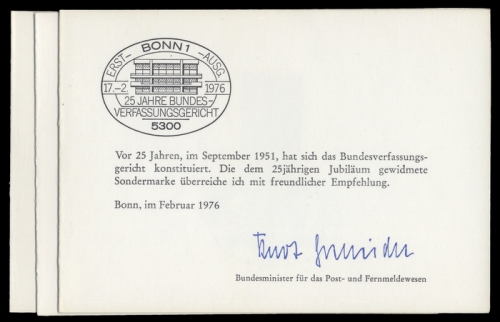 ERST- BONN 1 -AUSG.
17.-2. 1976
25 JAHRE BUNDES-
VERFASSUNGSGERICHT
5300
Vor 25 Jahren, im September 1951, hat sich das Bundesverfassungs-
gericht konstituiert. Die dem 25jährigen Jubiläum gewidmete
Sondermarke überreiche ich mit freundlicher Empfehlung.
Bonn, im Februar 1976
Bundesminister für das Post- und Fernmeldewesen